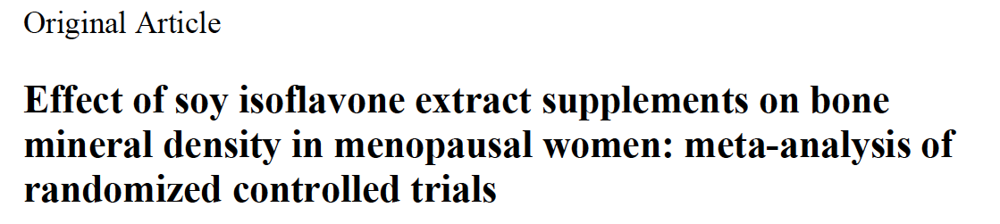 Original Article
Effect of soy isoflavone extract supplements on bone
mineral density in menopausal women: meta-analysis of
randomized controlled trials